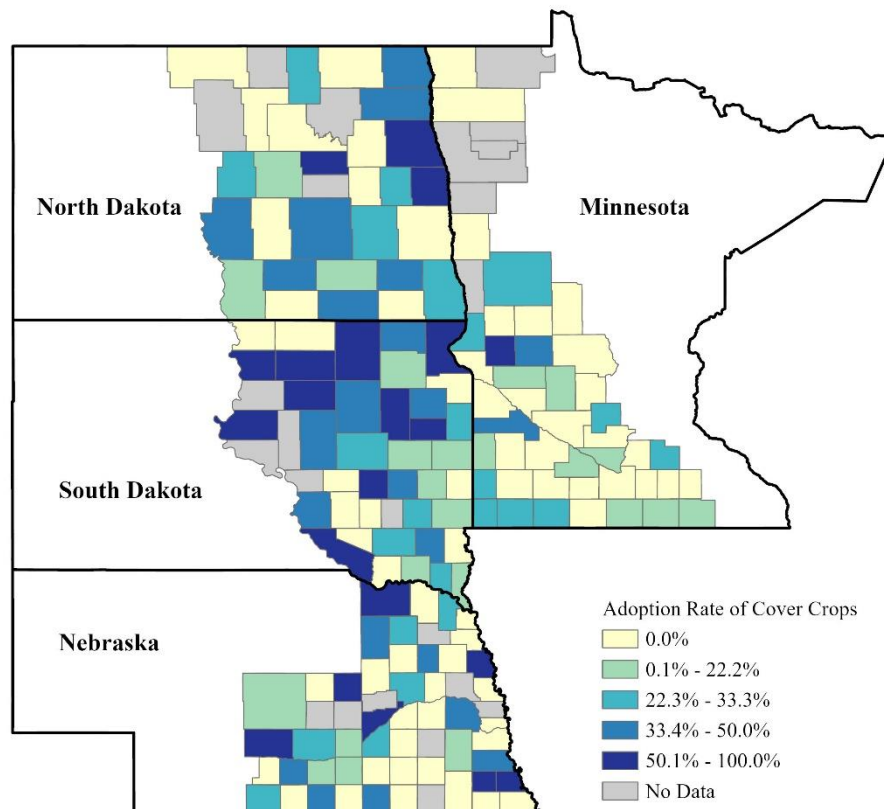 North Dakota
Minnesota
South Dakota
Nebraska
Adoption Rate of Cover Crops
0.0%
0.1% - 22.2%
22.3% - 33.3%
33.4% - 50.0%
50.1% - 100.0%
No Data